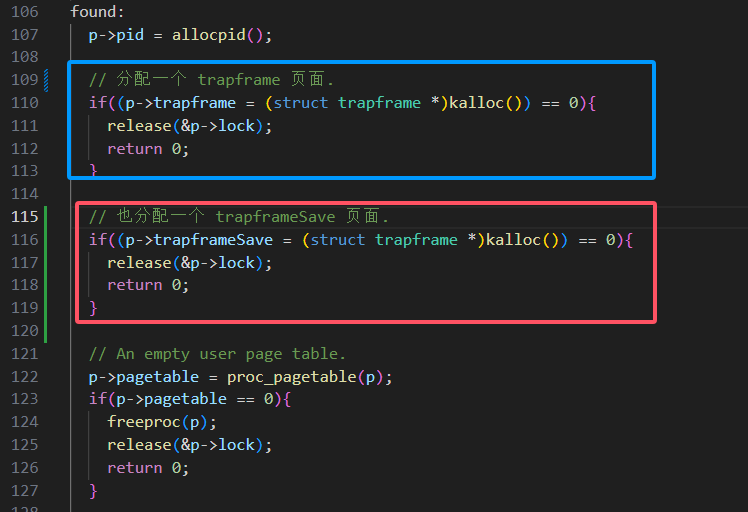 106 found:
107   p->pid = allocpid();
108
109   // 分配一个 trapframe 页面.
110   if((p->trapframe = (struct trapframe *)kalloc()) == 0){
111     release(&p->lock);
112     return 0;
113   }
114
115   // 也分配一个 trapframeSave 页面.
116   if((p->trapframeSave = (struct trapframe *)kalloc()) == 0){
117     release(&p->lock);
118     return 0;
119   }
120
121   // An empty user page table.
122   p->pagetable = proc_pagetable(p);
123   if(p->pagetable == 0){
124     freeproc(p);
125     release(&p->lock);
126     return 0;
127   }
128